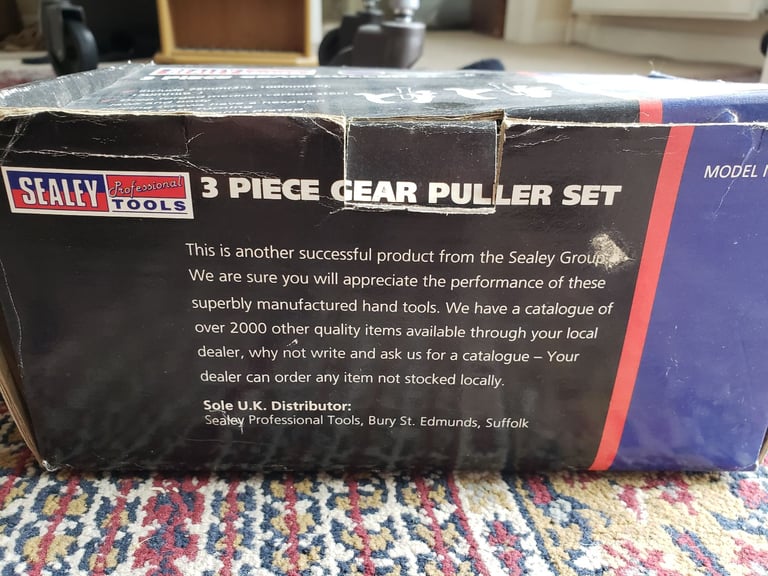 SEALEY Professional TOOLS
3 PIECE GEAR PULLER SET
MODEL
This is another successful product from the Sealey Group.
We are sure you will appreciate the performance of these
superbly manufactured hand tools. We have a catalogue of
over 2000 other quality items available through your local
dealer, why not write and ask us for a catalogue – Your
dealer can order any item not stocked locally.
Sole U.K. Distributor:
Sealey Professional Tools, Bury St. Edmunds, Suffolk